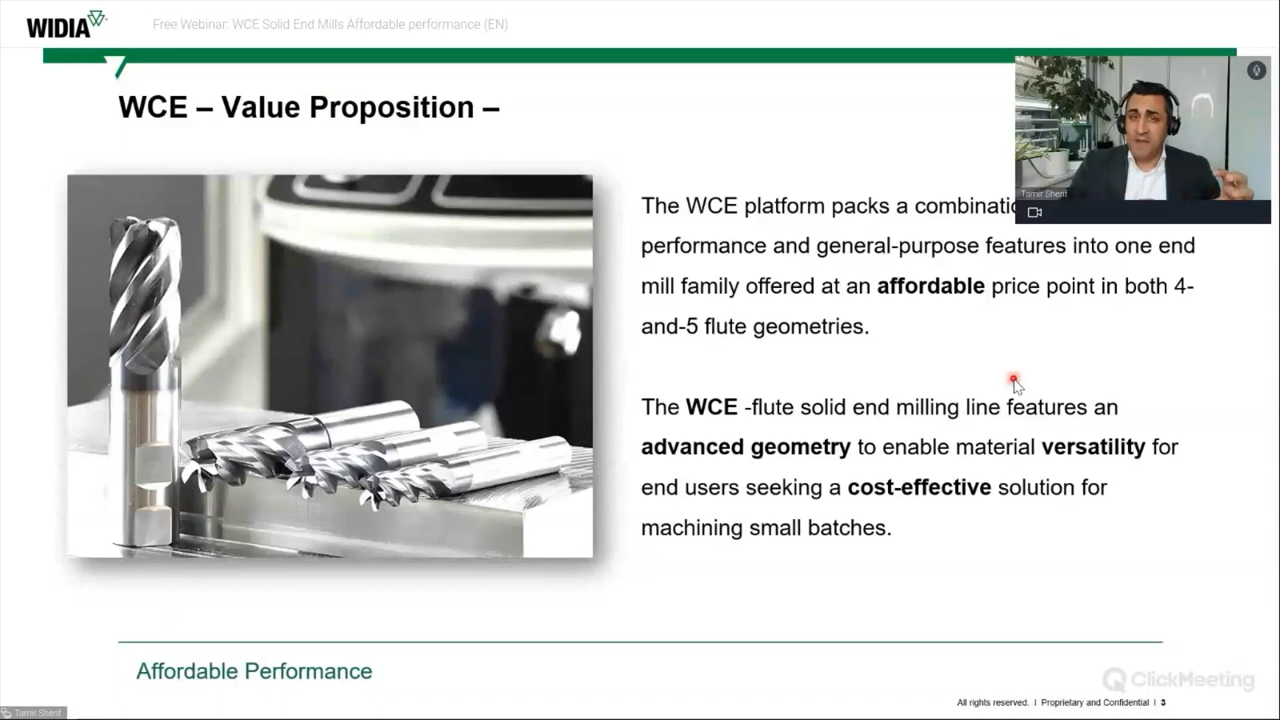 WIDIA
Free Webinar: WCE Solid End Mills Affordable performance (EN)
WCE – Value Proposition –
Tamir Sherif
The WCE platform packs a
performance and general-purpose features into one end
mill family offered at an affordable price point in both 4-
and-5 flute geometries.
The WCE -flute solid end milling line features an
advanced geometry to enable material versatility for
end users seeking a cost-effective solution for
machining small batches.
Affordable Performance
ClickMeeting
All rights reserved. I Proprietary and Confidential I 3
Tamir Sherif